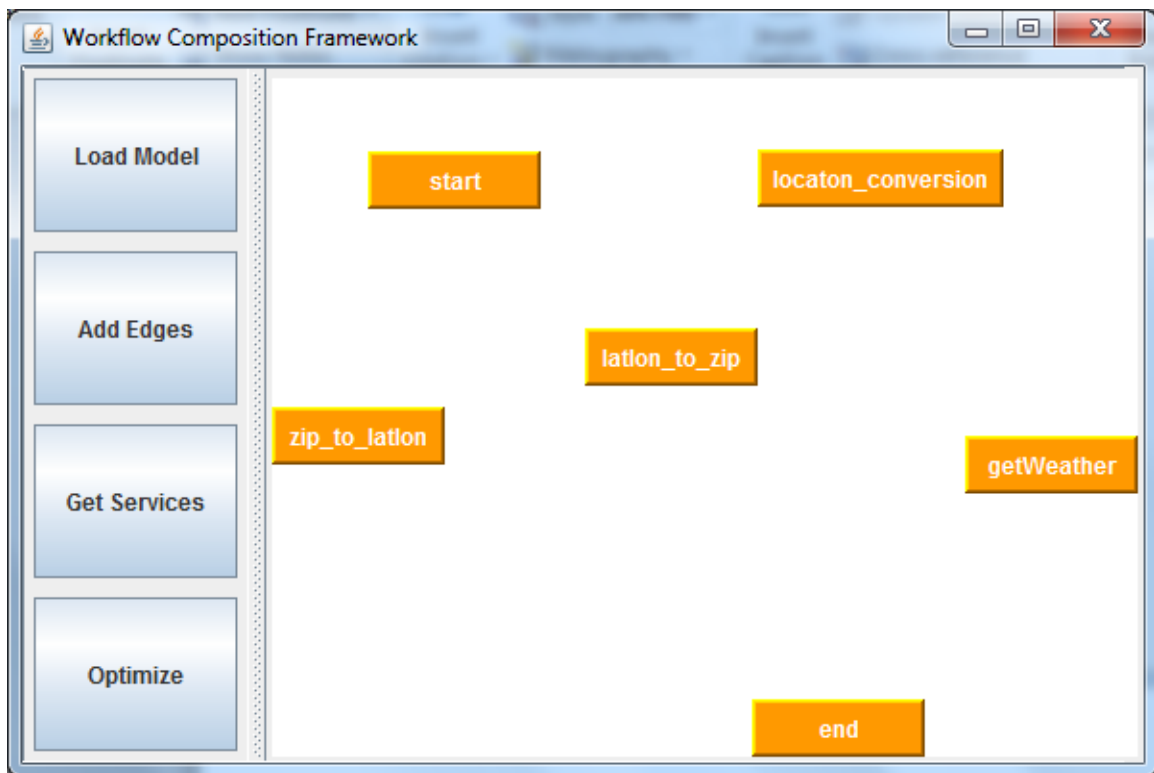 Workflow Composition Framework
Load Model
Add Edges
Get Services
Optimize
start
locaton_conversion
latlon_to_zip
zip_to_latlon
getWeather
end